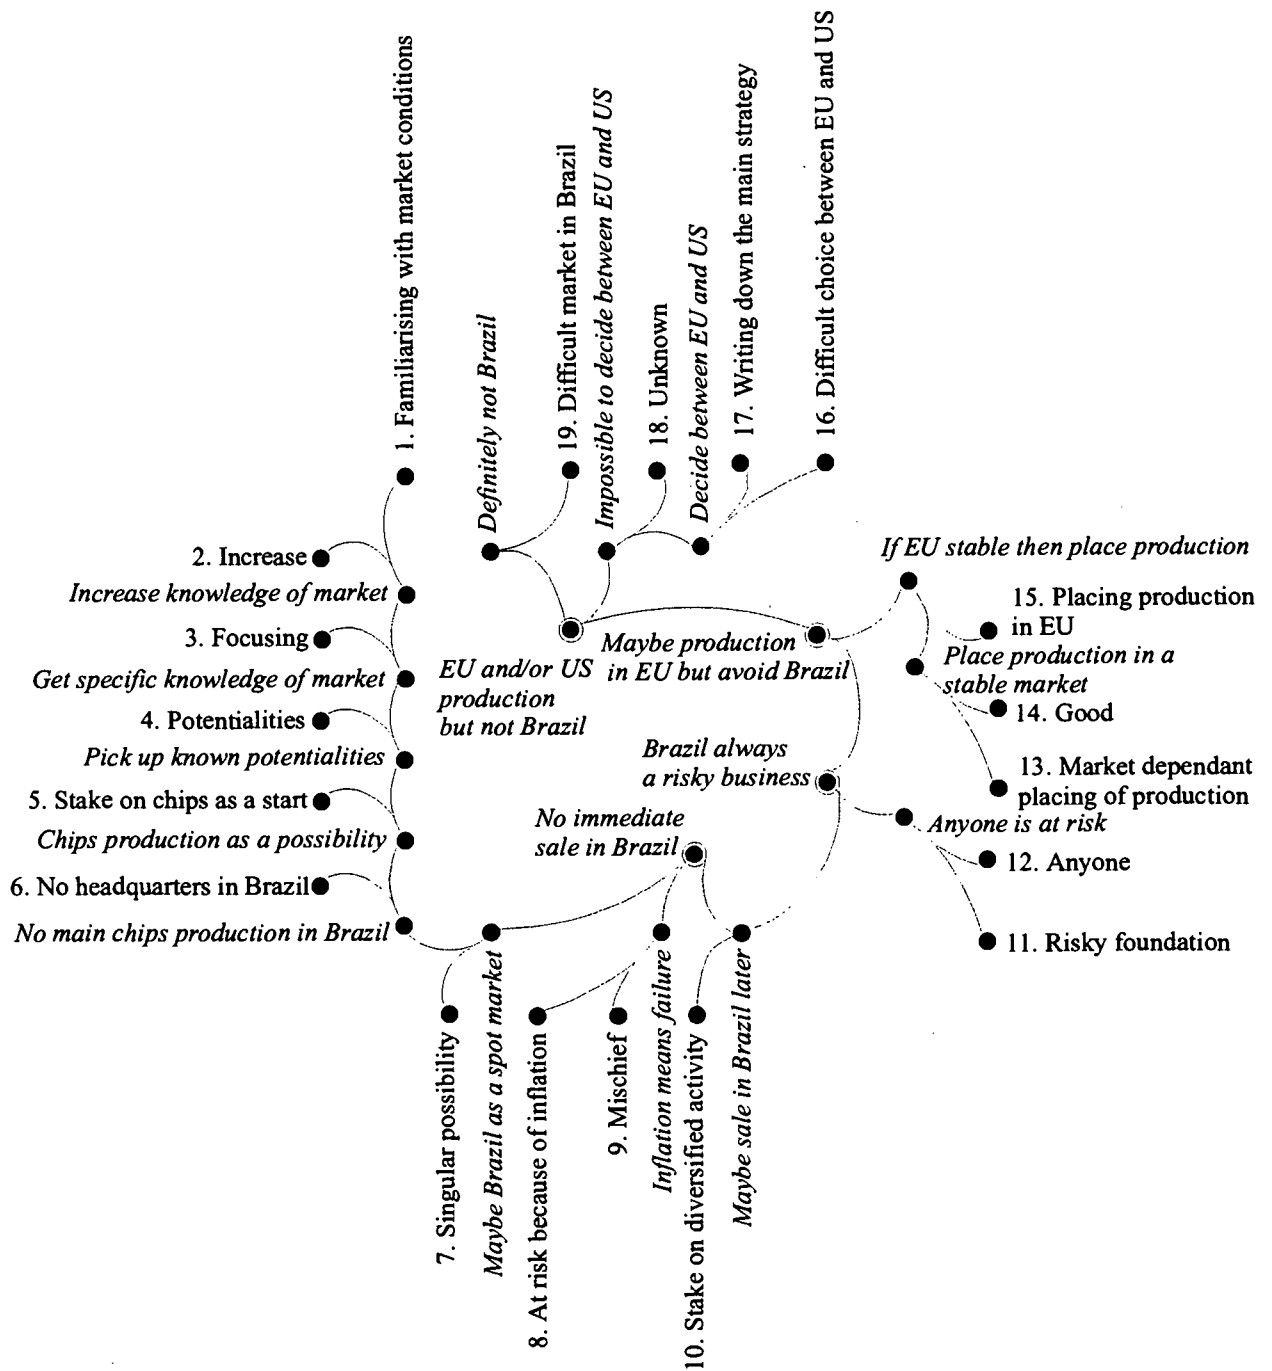 1. Familiarising with market conditions
2. Increase
Increase knowledge of market
3. Focusing
Get specific knowledge of market
4. Potentialities
Pick up known potentialities
5. Stake on chips as a start
Chips production as a possibility
6. No headquarters in Brazil
No main chips production in Brazil
7. Singular possibility
Maybe Brazil as a spot market
8. At risk because of inflation
9. Mischief
Inflation means failure
10. Stake on diversified activity
Maybe sale in Brazil later
No immediate
sale in Brazil
Brazil always
a risky business
11. Risky foundation
12. Anyone
Anyone is at risk
13. Market dependant
placing of production
14. Good
Place production in a
stable market
15. Placing production
in EU
If EU stable then place production
Maybe production
in EU but avoid Brazil
EU and/or US
production
but not Brazil
16. Difficult choice between EU and US
17. Writing down the main strategy
Decide between EU and US
18. Unknown
Impossible to decide between EU and US
19. Difficult market in Brazil
Definitely not Brazil